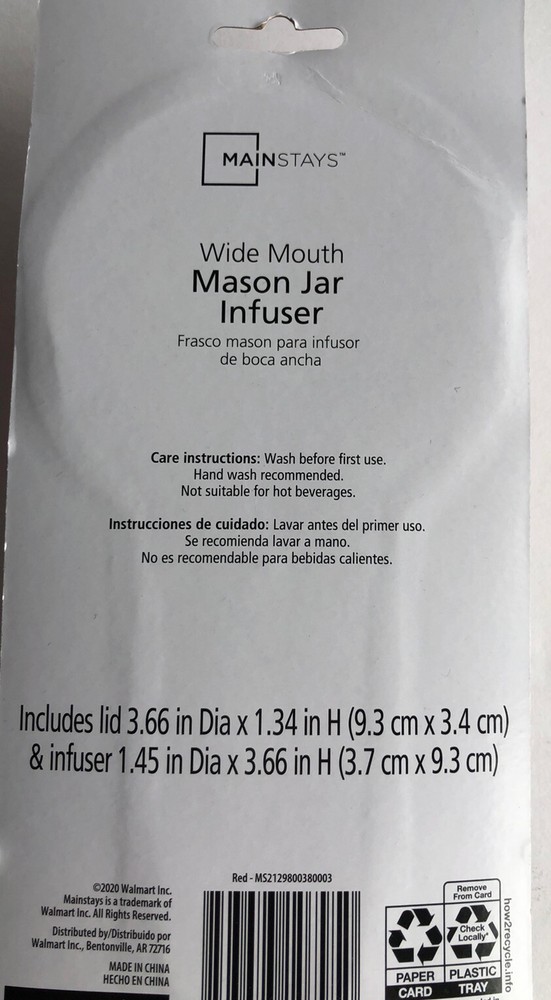 MAINSTAYS™
Wide Mouth
Mason Jar
Infuser
Frasco mason para infusor
de boca ancha
Care instructions: Wash before first use.
Hand wash recommended.
Not suitable for hot beverages.
Instrucciones de cuidado: Lavar antes del primer uso.
Se recomienda lavar a mano.
No es recomendable para bebidas calientes.
Includes lid 3.66 in Dia x 1.34 in H (9.3 cm x 3.4 cm)
& infuser 1.45 in Dia x 3.66 in H (3.7 cm x 9.3 cm)
©2020 Walmart Inc.
Mainstays is a trademark of
Walmart Inc. All Rights Reserved.
Distributed by/Distribuido por
Walmart Inc., Bentonville, AR 72716
MADE IN CHINA
HECHO EN CHINA
Red - MS2129800380003
Remove
From Card
Check
Locally*
PAPER
CARD
PLASTIC
TRAY
how2recycle.info